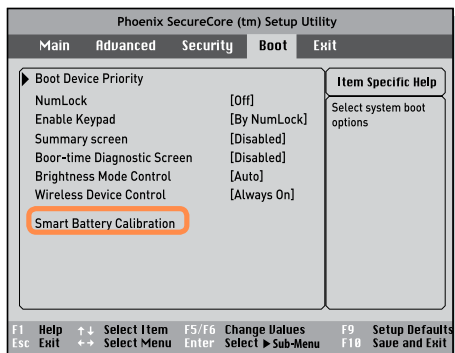 Phoenix SecureCore (tm) Setup Utility
Main Advanced Security Boot Exit
Boot Device Priority
NumLock [Off]
Enable Keypad [By NumLock]
Summary screen [Disabled]
Boor-time Diagnostic Screen [Disabled]
Brightness Mode Control [Auto]
Wireless Device Control [Always On]
Smart Battery Calibration
Item Specific Help
Select system boot
options
F1 Help ↑↓ Select Item F5/F6 Change Values F9 Setup Defaults
Esc Exit ←→ Select Menu Enter Select ▶ Sub-Menu F10 Save and Exit